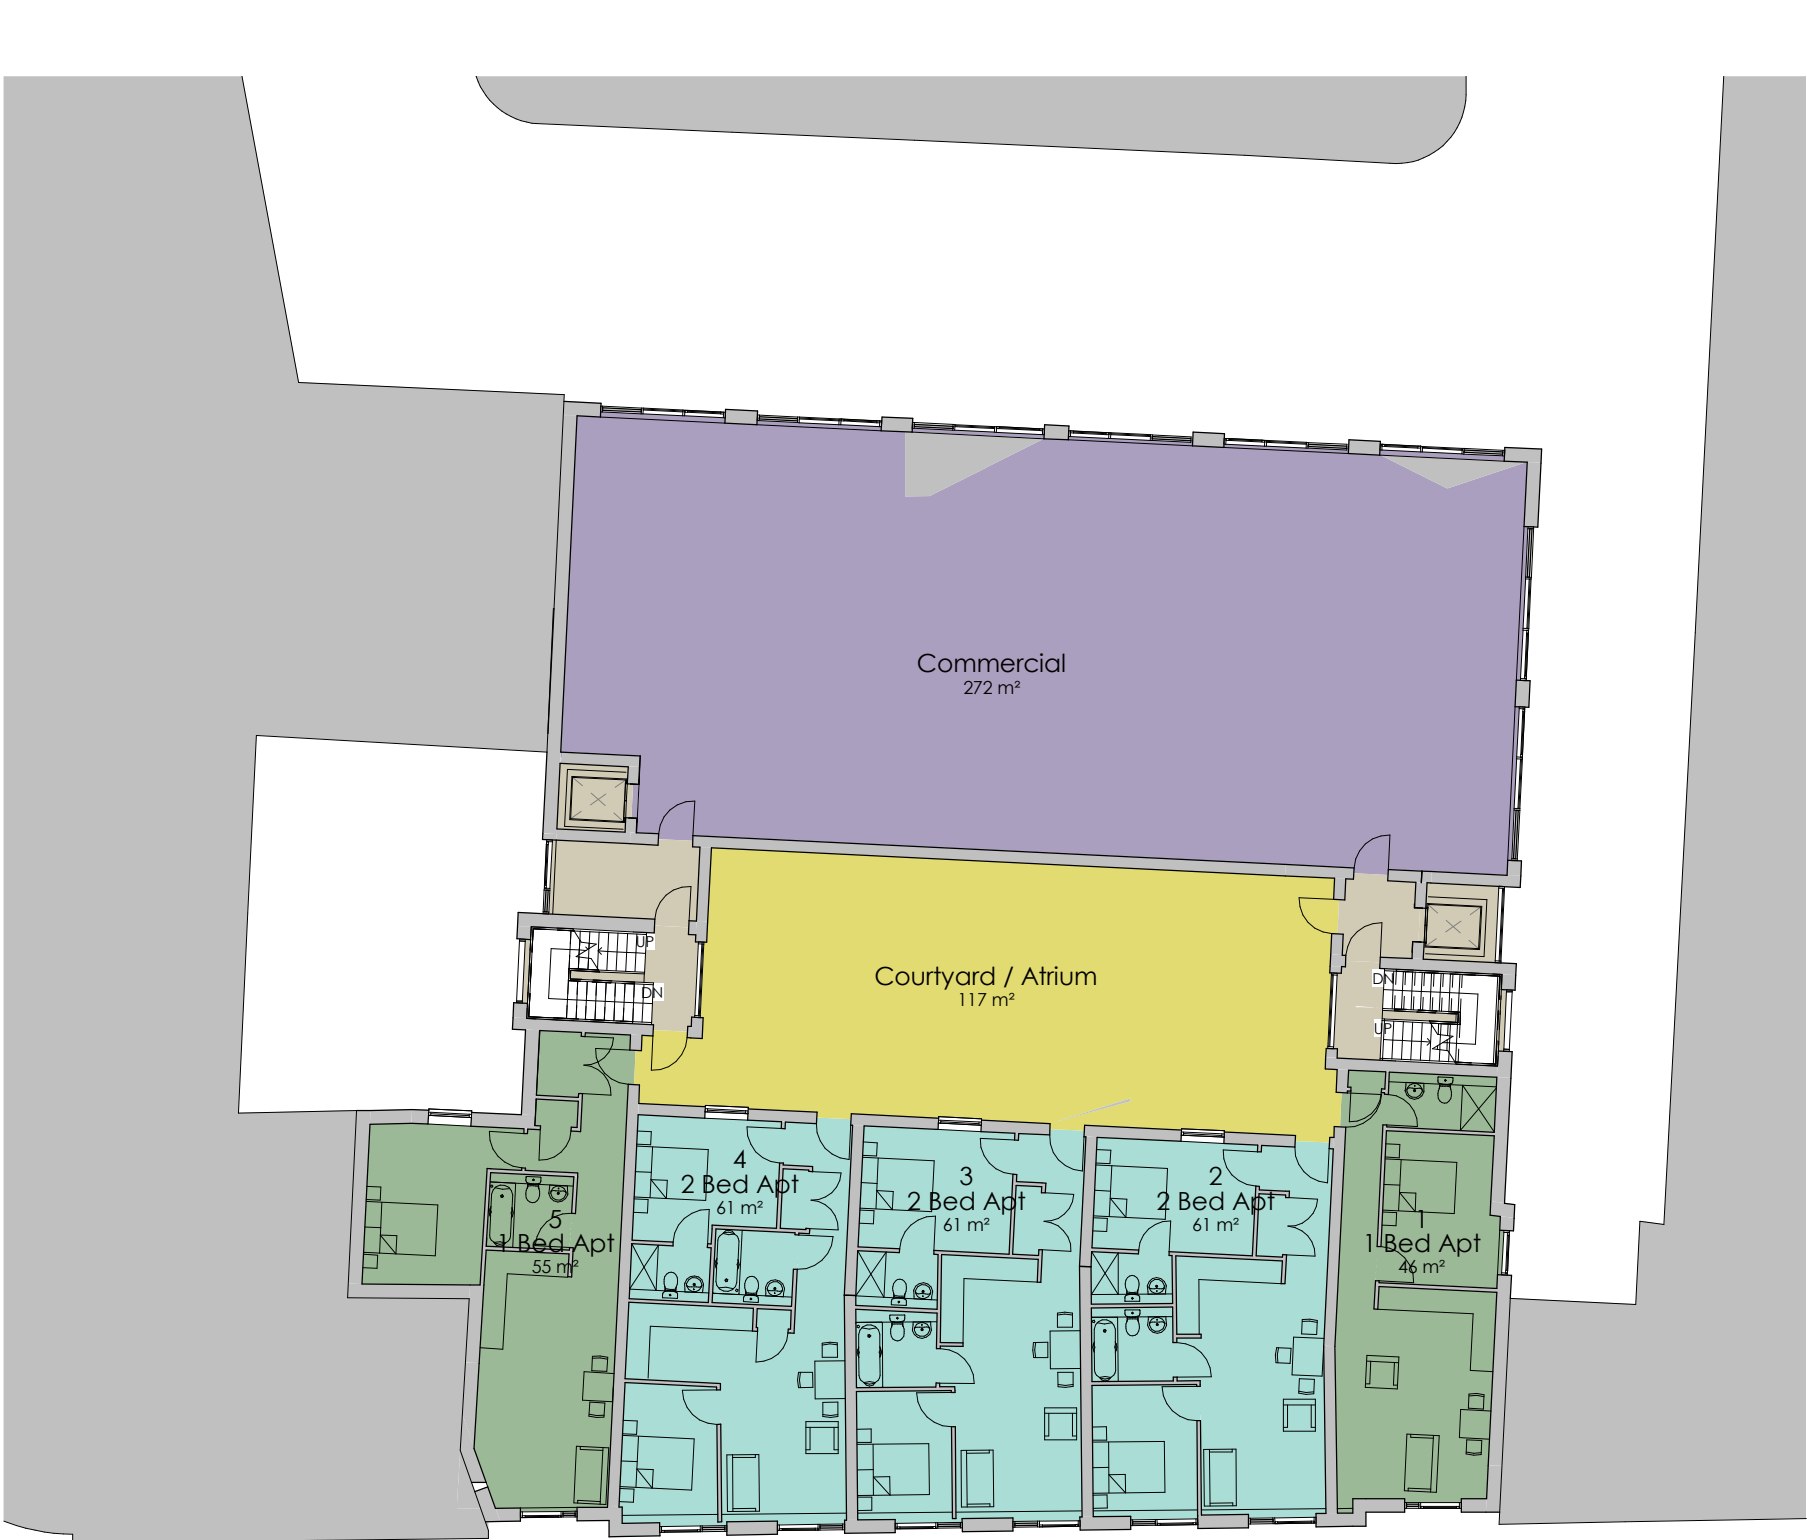 Commercial
272 m²
UP
DN
Courtyard / Atrium
117 m²
DN
UP
4
2 Bed Apt
61 m²
3
2 Bed Apt
61 m²
2
2 Bed Apt
61 m²
5
1 Bed Apt
55 m²
1
1 Bed Apt
46 m²